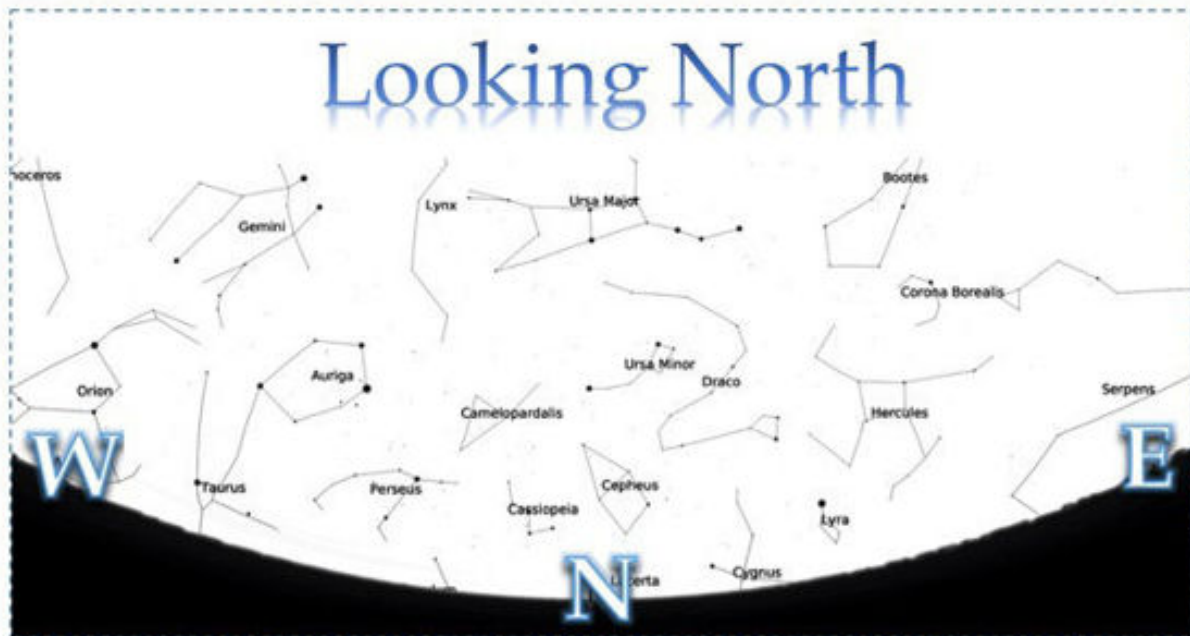 Looking North
noceros
Bootes
Lynx
Ursa Major
Gemini
Corona Borealis
Ursa Minor
Auriga
Draco
Orion
Serpens
Camelopardalis
Hercules
W
E
Taurus
Perseus
Cepheus
Cassiopeia
Lyra
Cygnus
N